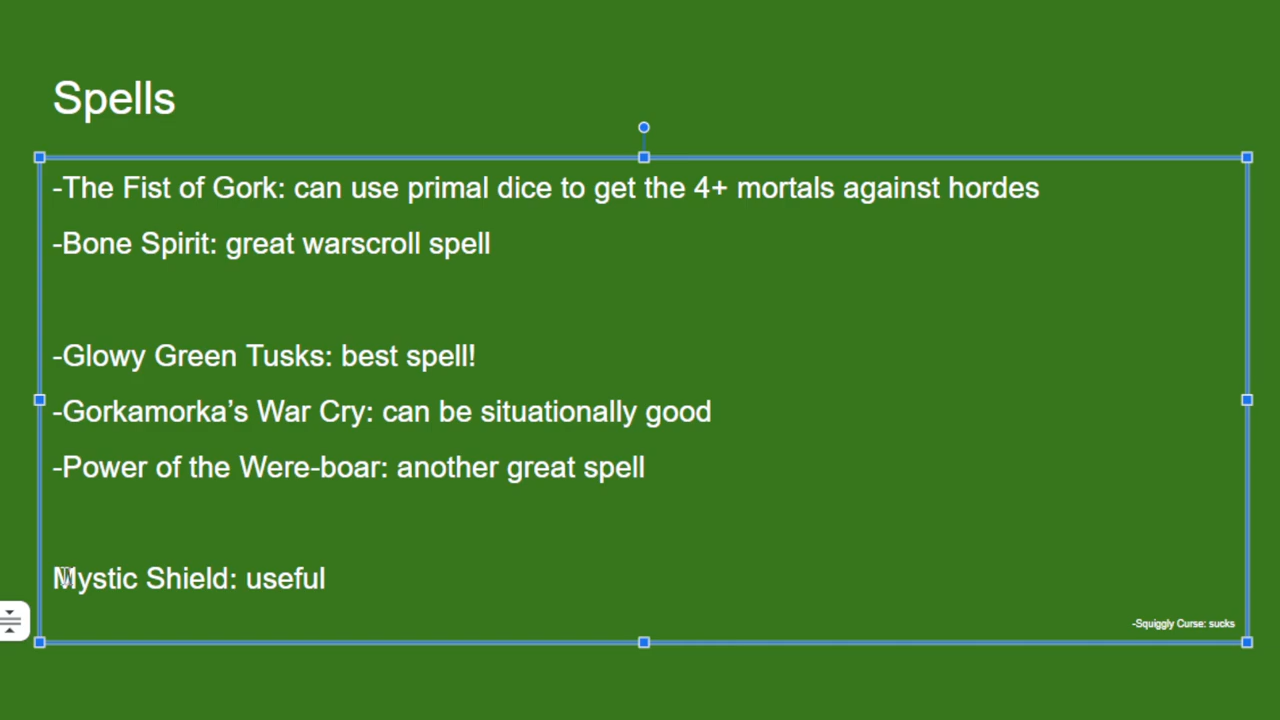 Spells
-The Fist of Gork: can use primal dice to get the 4+ mortals against hordes
-Bone Spirit: great warscroll spell
-Glowy Green Tusks: best spell!
-Gorkamorka’s War Cry: can be situationally good
-Power of the Were-boar: another great spell
Mystic Shield: useful
-Squiggly Curse: sucks